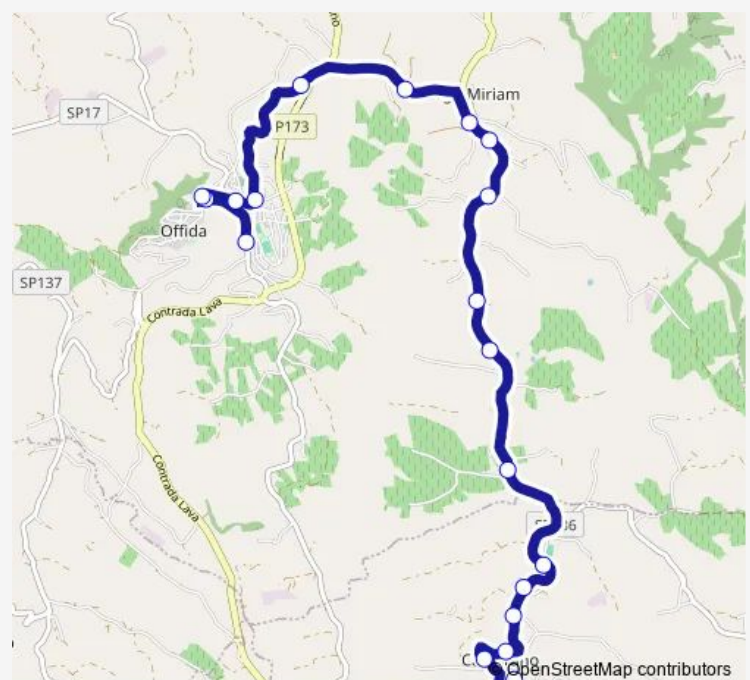 Miriam
SP17
P173
Offida
SP137
Contrada Lava
Contrada Lava
OpenStreetMap contributors